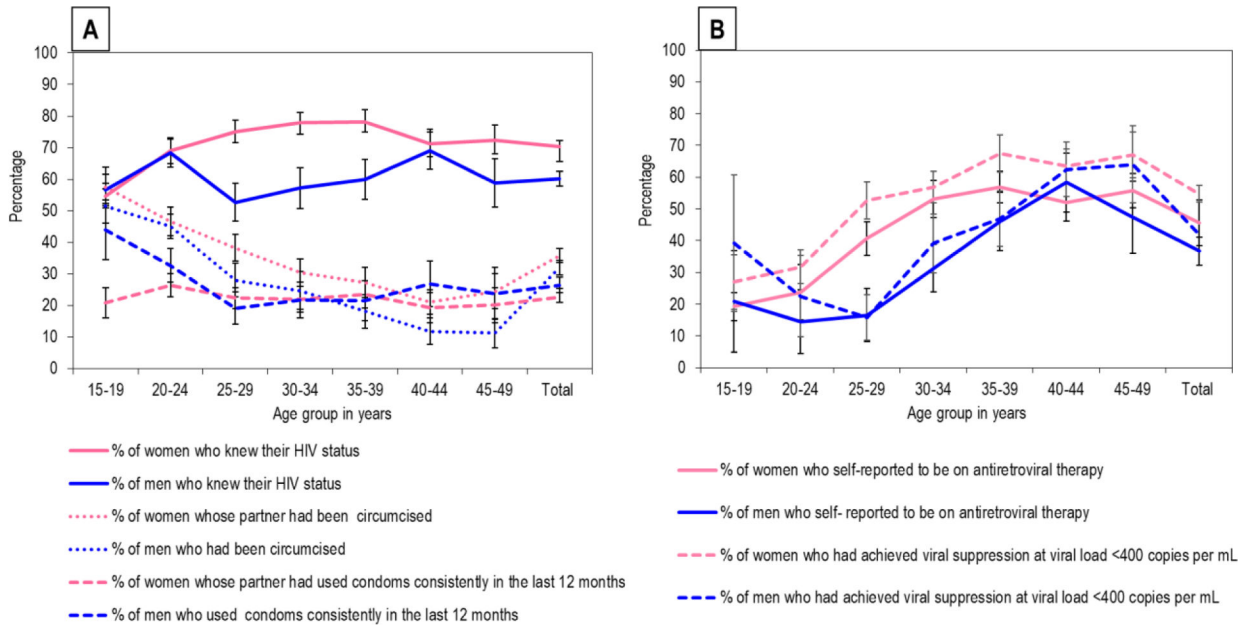 A
100
90
80
70
60
50
40
30
20
10
0
Percentage
15-19 20-24 25-29 30-34 35-39 40-44 45-49 Total
Age group in years
% of women who knew their HIV status
% of men who knew their HIV status
% of women whose partner had been circumcised
% of men who had been circumcised
% of women whose partner had used condoms consistently in the last 12 months
% of men who used condoms consistently in the last 12 months
B
100
90
80
70
60
50
40
30
20
10
0
Percentage
15-19 20-24 25-29 30-34 35-39 40-44 45-49 Total
Age group in years
% of women who self-reported to be on antiretroviral therapy
% of men who self- reported to be on antiretroviral therapy
% of women who had achieved viral suppression at viral load <400 copies per mL
% of men who had achieved viral suppression at viral load <400 copies per mL